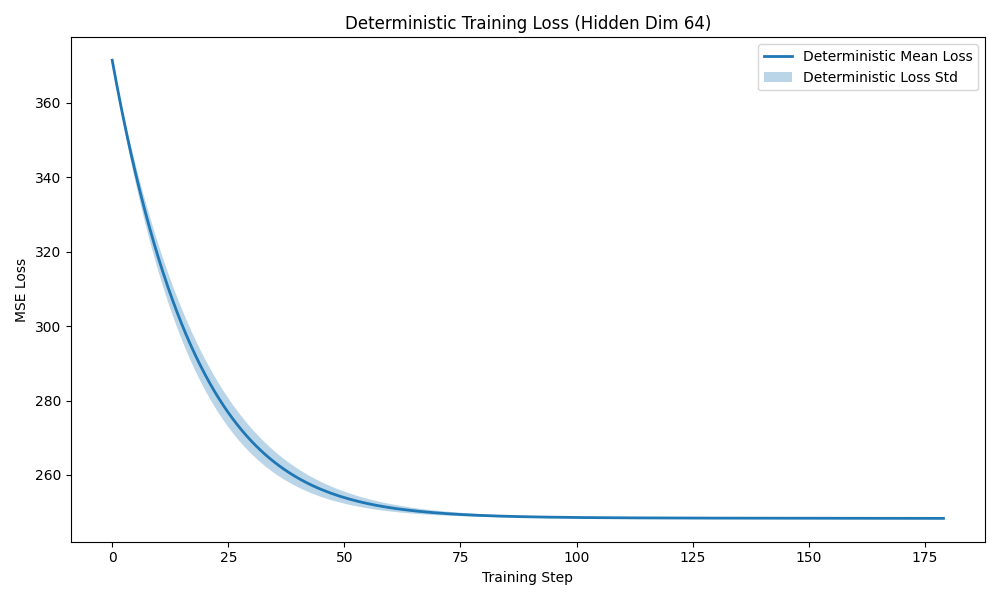 Deterministic Training Loss (Hidden Dim 64)
Deterministic Mean Loss
Deterministic Loss Std
MSE Loss
360
340
320
300
280
260
0 25 50 75 100 125 150 175
Training Step